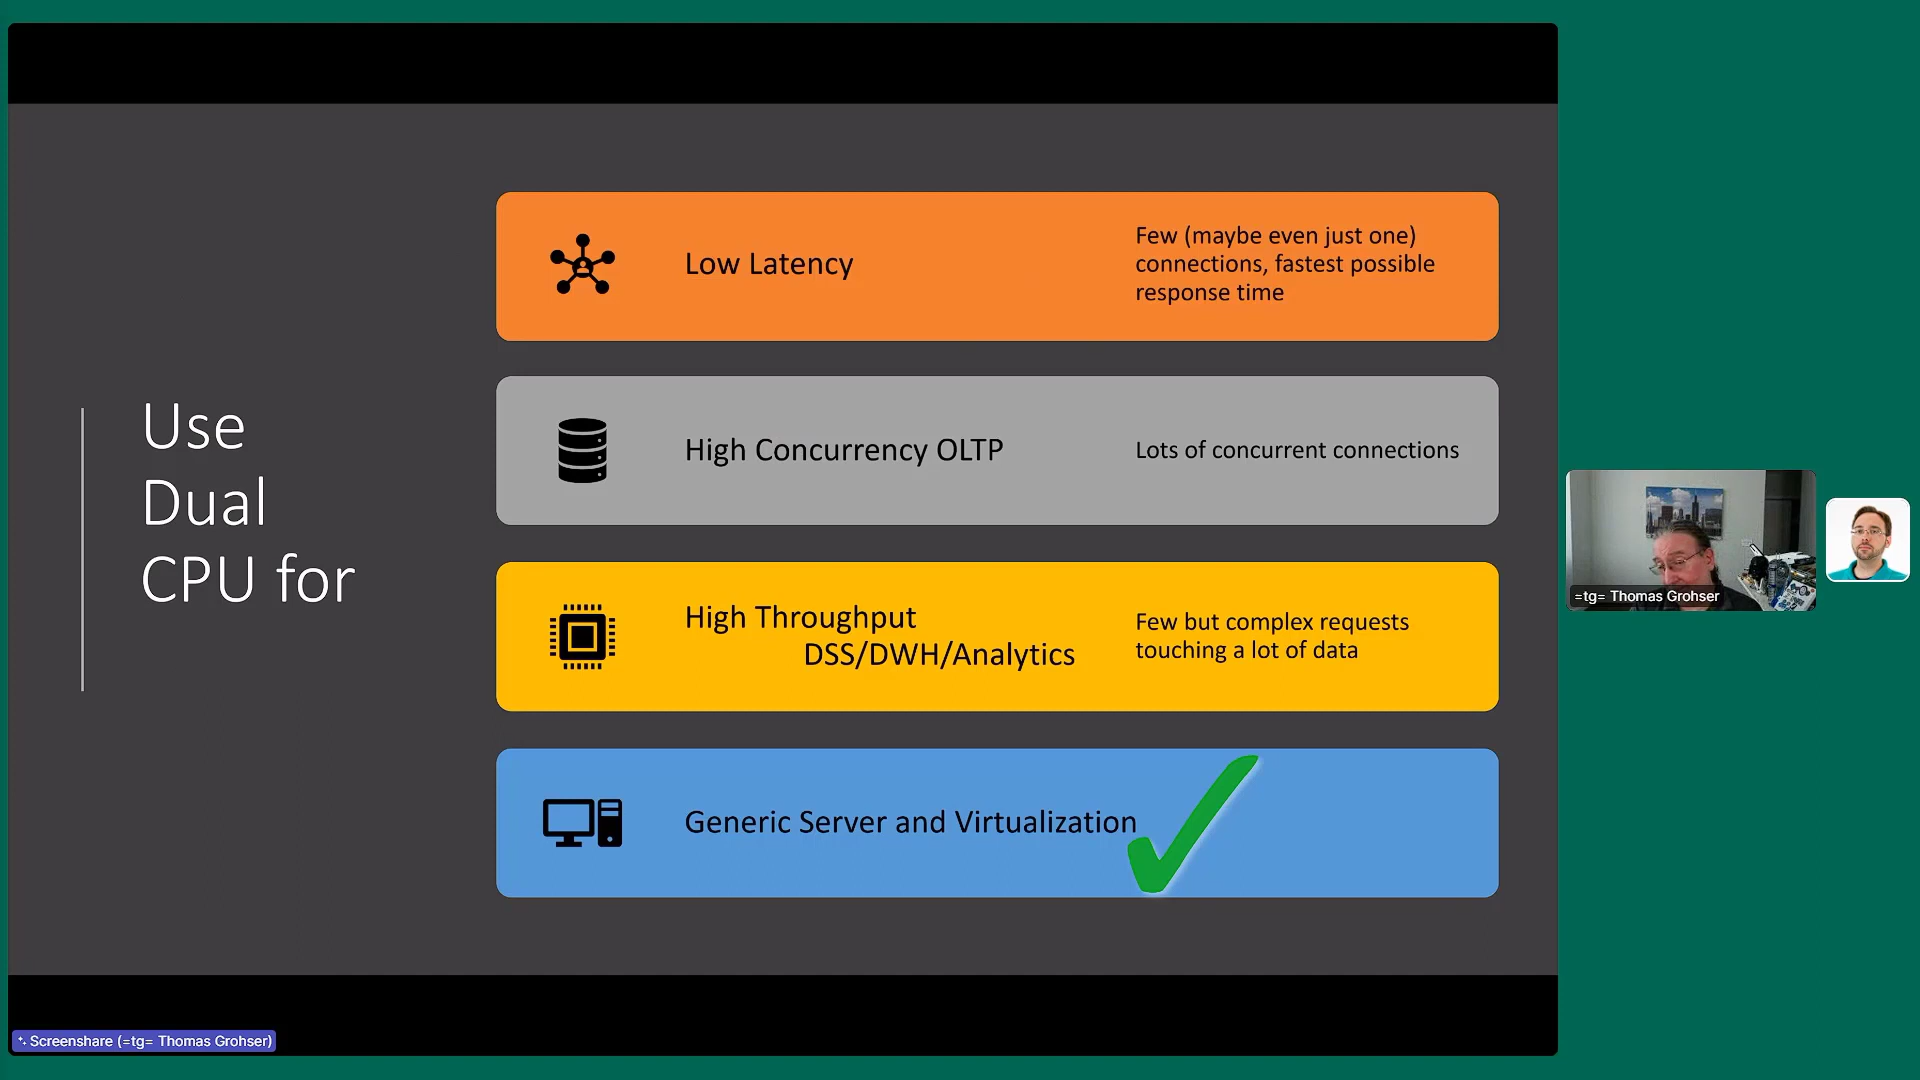 Use
Dual
CPU for
Low Latency
Few (maybe even just one)
connections, fastest possible
response time
High Concurrency OLTP
Lots of concurrent connections
High Throughput
DSS/DWH/Analytics
Few but complex requests
touching a lot of data
Generic Server and Virtualization
=tg= Thomas Grohser
Screenshare (=tg= Thomas Grohser)